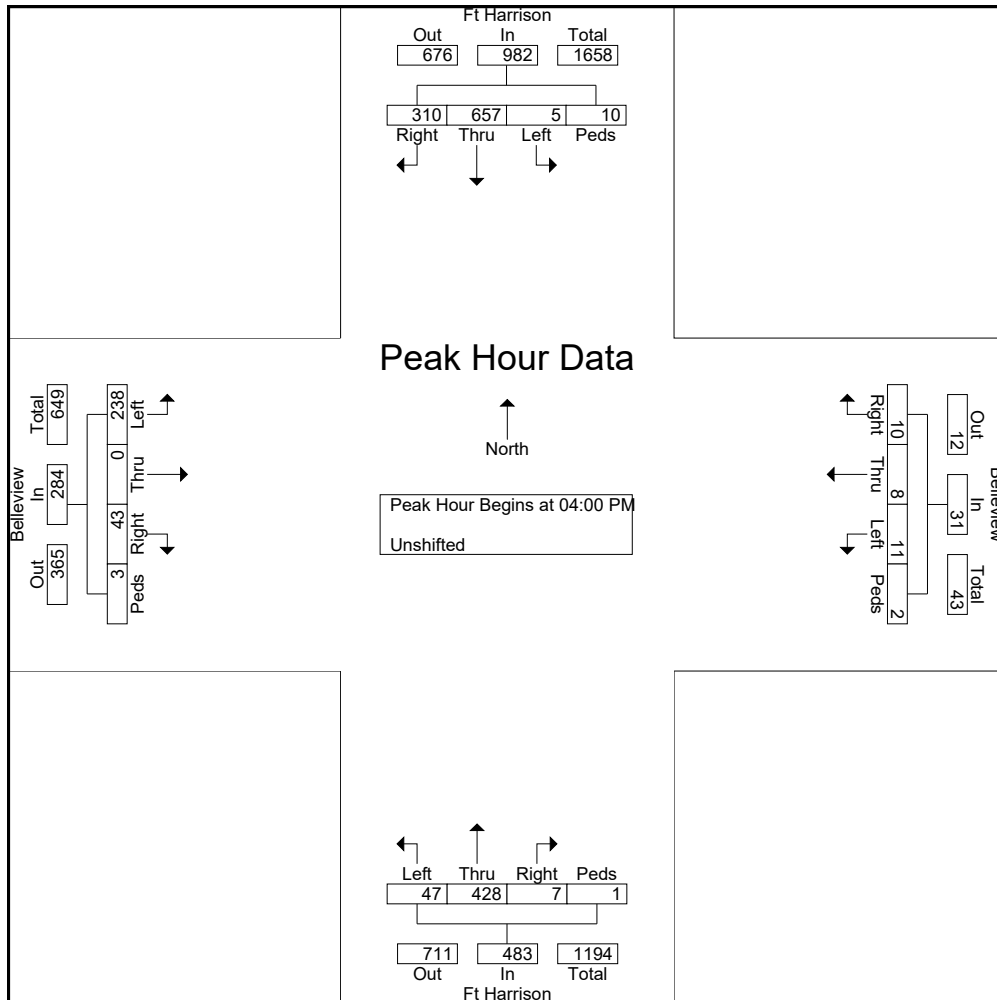 Ft Harrison
Out In Total
676 982 1658
310 657 5 10
Right Thru Left Peds
Peak Hour Data
North
Peak Hour Begins at 04:00 PM
Unshifted
Belleview
Total In Out
649 284 365
238 0 43 3
Left Thru Right Peds
Right Thru Left Peds
10 8 11 2
Out In Total
12 31 43
Belleview
Left Thru Right Peds
47 428 7 1
711 483 1194
Out In Total
Ft Harrison